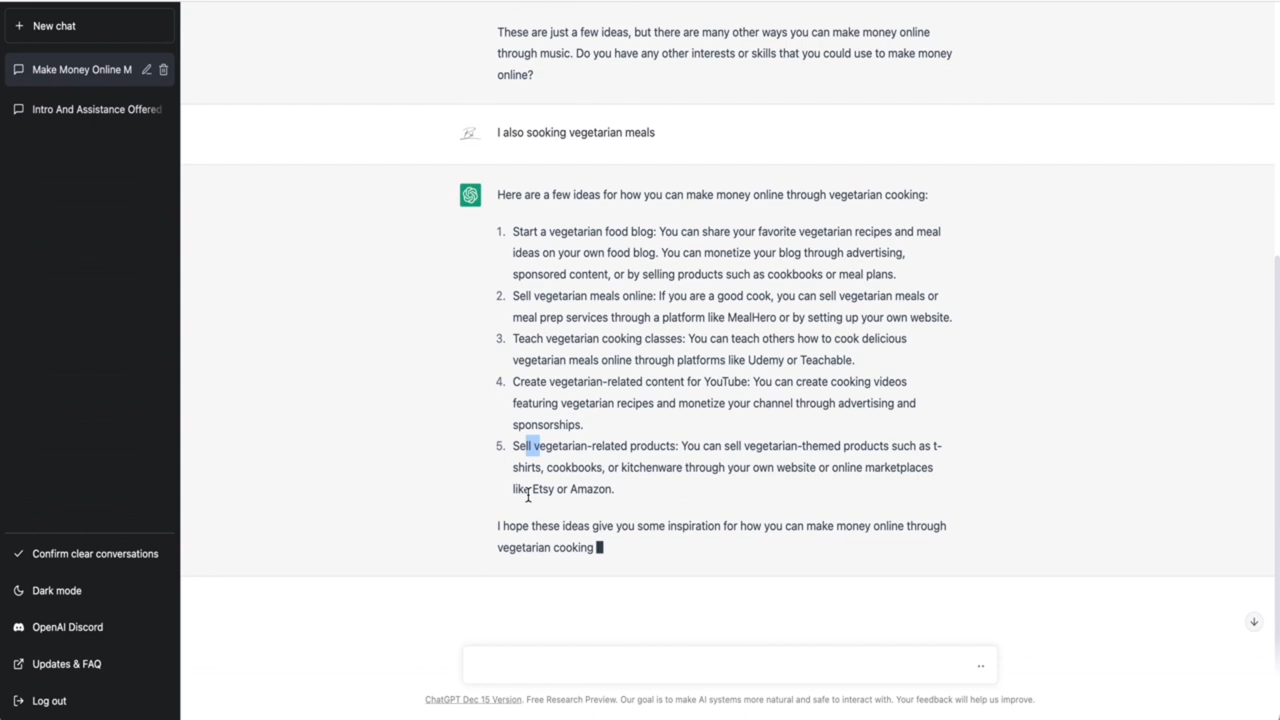 New chat
Make Money Online M
Intro And Assistance Offered
Confirm clear conversations
Dark mode
OpenAI Discord
Updates & FAQ
Log out
These are just a few ideas, but there are many other ways you can make money online
through music. Do you have any other interests or skills that you could use to make money
online?
I also sooking vegetarian meals
Here are a few ideas for how you can make money online through vegetarian cooking:
1. Start a vegetarian food blog: You can share your favorite vegetarian recipes and meal
ideas on your own food blog. You can monetize your blog through advertising,
sponsored content, or by selling products such as cookbooks or meal plans.
2. Sell vegetarian meals online: If you are a good cook, you can sell vegetarian meals or
meal prep services through a platform like MealHero or by setting up your own website.
3. Teach vegetarian cooking classes: You can teach others how to cook delicious
vegetarian meals online through platforms like Udemy or Teachable.
4. Create vegetarian-related content for YouTube: You can create cooking videos
featuring vegetarian recipes and monetize your channel through advertising and
sponsorships.
5. Sell vegetarian-related products: You can sell vegetarian-themed products such as t-
shirts, cookbooks, or kitchenware through your own website or online marketplaces
like Etsy or Amazon.
I hope these ideas give you some inspiration for how you can make money online through
vegetarian cooking
ChatGPT Dec 15 Version. Free Research Preview. Our goal is to make AI systems more natural and safe to interact with. Your feedback will help us improve.